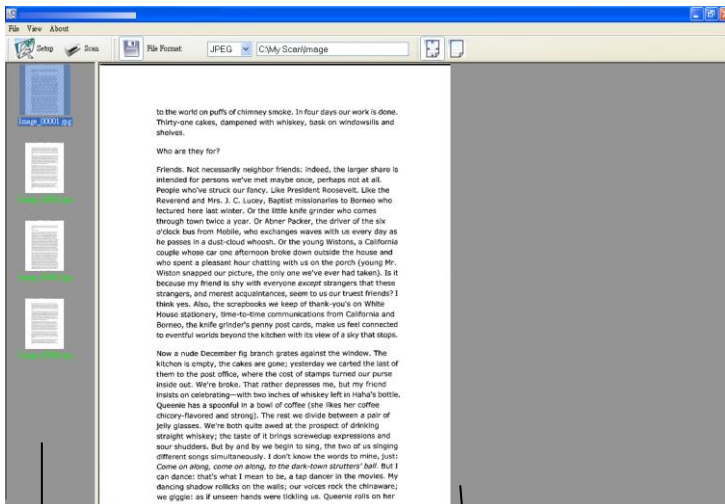 File View About
Setup Scan File Format JPEG C:\My Scan\Image
Image_00001.jpg
to the world on puffs of chimney smoke. In four days our work is done.
Thirty-one cakes, dampened with whiskey, bask on windowsills and
shelves.
Who are they for?
Friends. Not necessarily neighbor friends: indeed, the larger share is
intended for persons we've met maybe once, perhaps not at all.
People who've struck our fancy. Like President Roosevelt. Like the
Reverend and Mrs. J. C. Lucey, Baptist missionaries to Borneo who
lectured here last winter. Or the little knife grinder who comes
through town twice a year. Or Abner Packer, the driver of the six
o'clock bus from Mobile, who exchanges waves with us every day as
he passes in a dust-cloud whoosh. Or the young Wistons, a California
couple whose car one afternoon broke down outside the house and
who spent a pleasant hour chatting with us on the porch (young Mr.
Wiston snapped our picture, the only one we've ever had taken). Is it
because my friend is shy with everyone except strangers that these
strangers, and merest acquaintances, seem to us our truest friends? I
think yes. Also, the scrapbooks we keep of thank-you's on White
House stationery, time-to-time communications from California and
Borneo, the knife grinder's penny post cards, make us feel connected
to eventful worlds beyond the kitchen with its view of a sky that stops.
Now a nude December fig branch grates against the window. The
kitchen is empty, the cakes are gone; yesterday we carted the last of
them to the post office, where the cost of stamps turned our purse
inside out. We're broke. That rather depresses me, but my friend
insists on celebrating—with two inches of whiskey left in Haha's bottle.
Queenie has a spoonful in a bowl of coffee (she likes her coffee
chicory-flavored and strong). The rest we divide between a pair of
jelly glasses. We're both quite awed at the prospect of drinking
straight whiskey; the taste of it brings screwedup expressions and
sour shudders. But by and by we begin to sing, the two of us singing
different songs simultaneously. I don't know the words to mine, just:
Come on along, come on along, to the dark-town strutters' ball. But I
can dance: that's what I mean to be, a tap dancer in the movies. My
dancing shadow rollicks on the walls; our voices rock the chinaware;
we giggle: as if unseen hands were tickling us. Queenie rolls on her